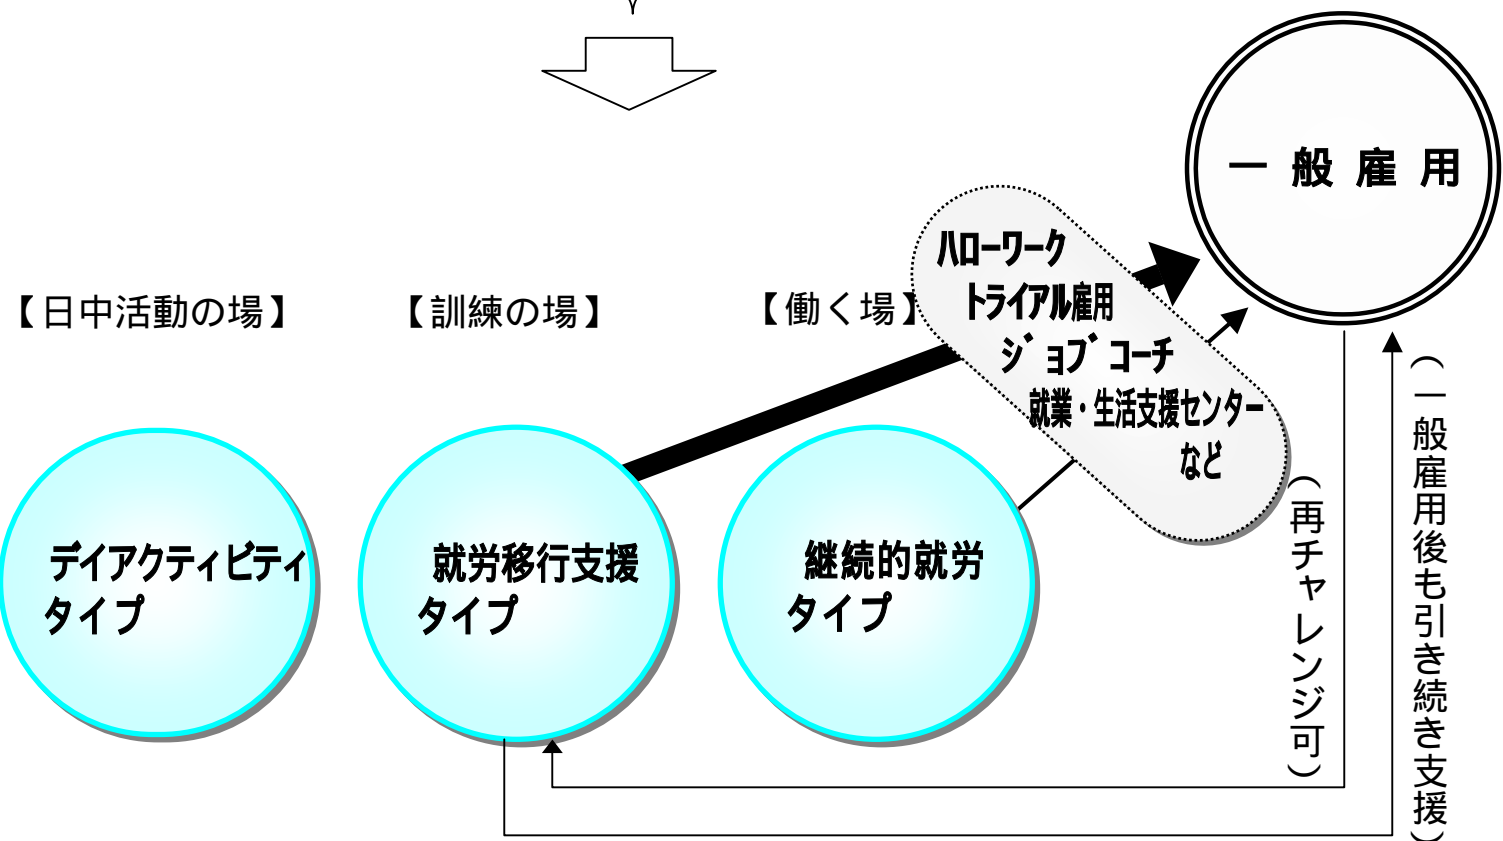 一般雇用
ハローワーク
トライアル雇用
ジョブコーチ
就業・生活支援センター
など
【日中活動の場】
【訓練の場】
【働く場】
デイアクティビティ
タイプ
就労移行支援
タイプ
継続的就労
タイプ
(再チャレンジ可)
(一般雇用後も引き続き支援)